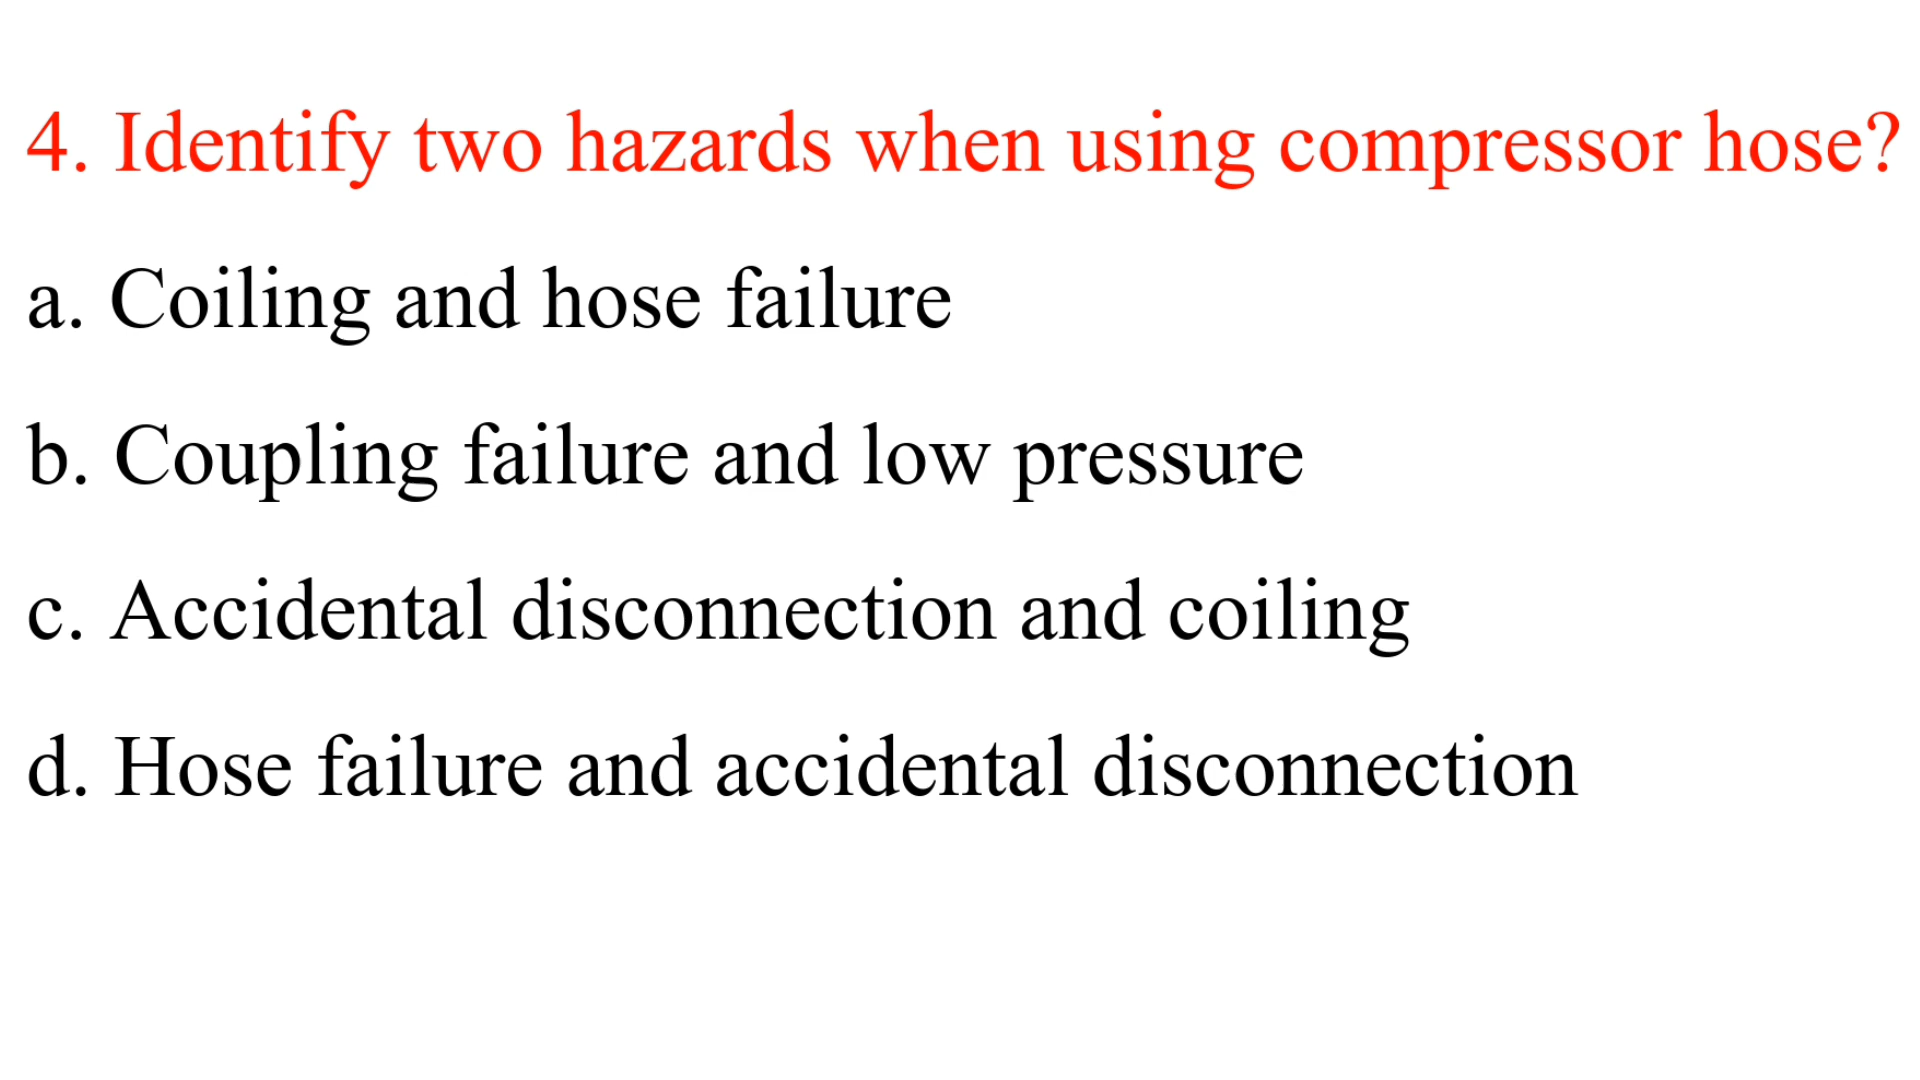 4. Identify two hazards when using compressor hose?
a. Coiling and hose failure
b. Coupling failure and low pressure
c. Accidental disconnection and coiling
d. Hose failure and accidental disconnection